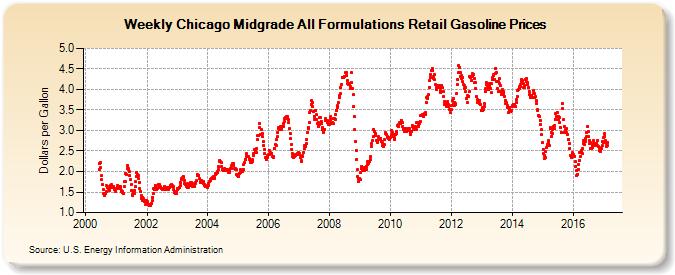 Weekly Chicago Midgrade All Formulations Retail Gasoline Prices
Dollars per Gallon
5.0
4.5
4.0
3.5
3.0
2.5
2.0
1.5
1.0
2000 2002 2004 2006 2008 2010 2012 2014 2016
Source: U.S. Energy Information Administration